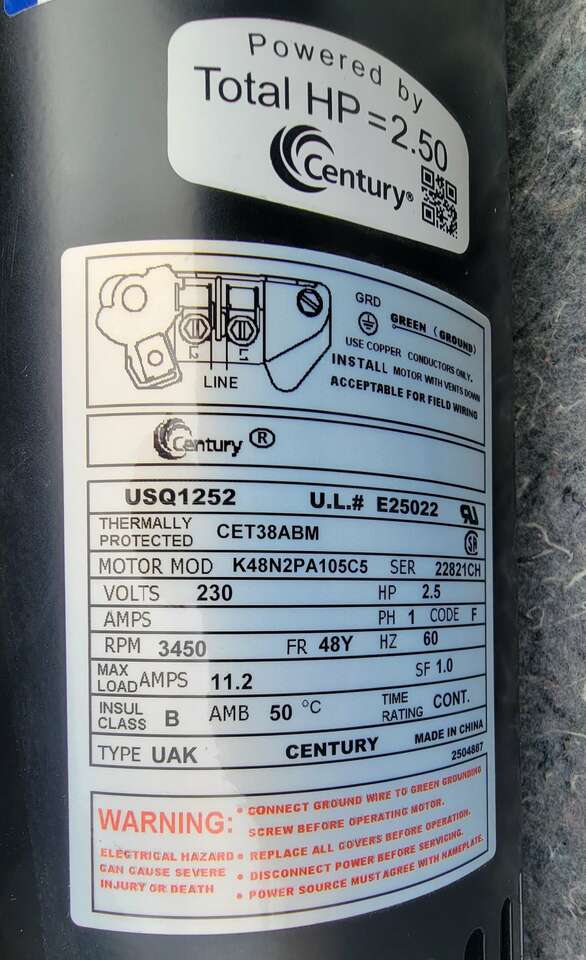 Powered by
Total HP = 2.50
Century®
GRD
GREEN (GROUND)
USE COPPER CONDUCTORS ONLY.
INSTALL MOTOR WITH VENTS DOWN
ACCEPTABLE FOR FIELD WIRING
L2 L1
LINE
Century ®
USQ1252 U.L.# E25022
THERMALLY PROTECTED CET38ABM
MOTOR MOD K48N2PA105C5 SER 22821CH
VOLTS 230 HP 2.5
AMPS PH 1 CODE F
RPM 3450 FR 48Y HZ 60
MAX LOAD AMPS 11.2 SF 1.0
INSUL CLASS B AMB 50 °C TIME RATING CONT.
TYPE UAK CENTURY MADE IN CHINA
2504887
WARNING:
ELECTRICAL HAZARD
CAN CAUSE SEVERE
INJURY OR DEATH
• CONNECT GROUND WIRE TO GREEN GROUNDING
SCREW BEFORE OPERATING MOTOR.
• REPLACE ALL COVERS BEFORE OPERATION.
• DISCONNECT POWER BEFORE SERVICING.
• POWER SOURCE MUST AGREE WITH NAMEPLATE.